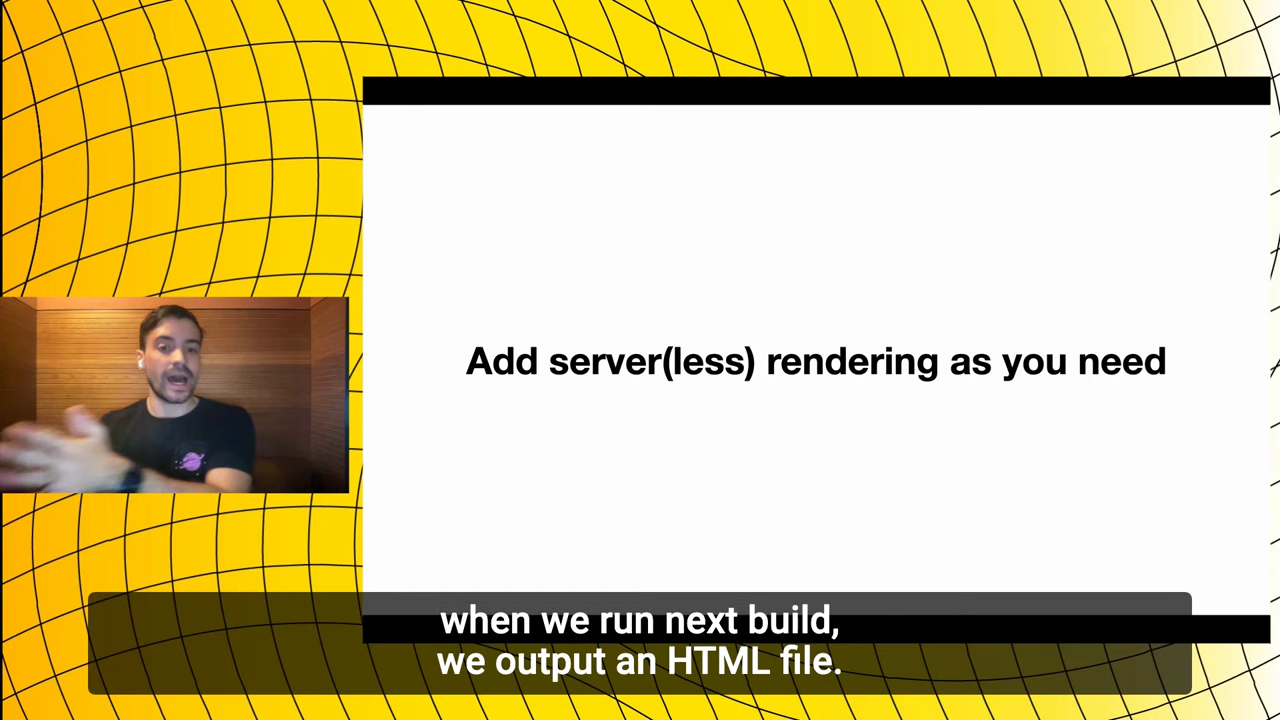 Add server(less) rendering as you need
when we run next build,
we output an HTML file.